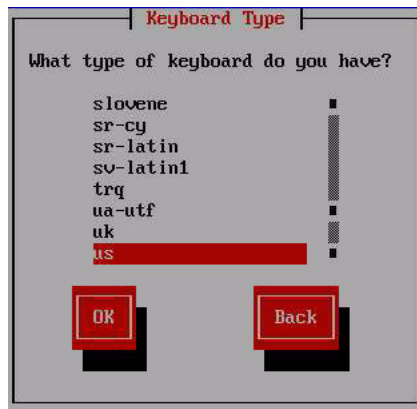 Keyboard Type
What type of keyboard do you have?
slovene
sr-cy
sr-latin
sv-latin1
trq
ua-utf
uk
us
OK Back